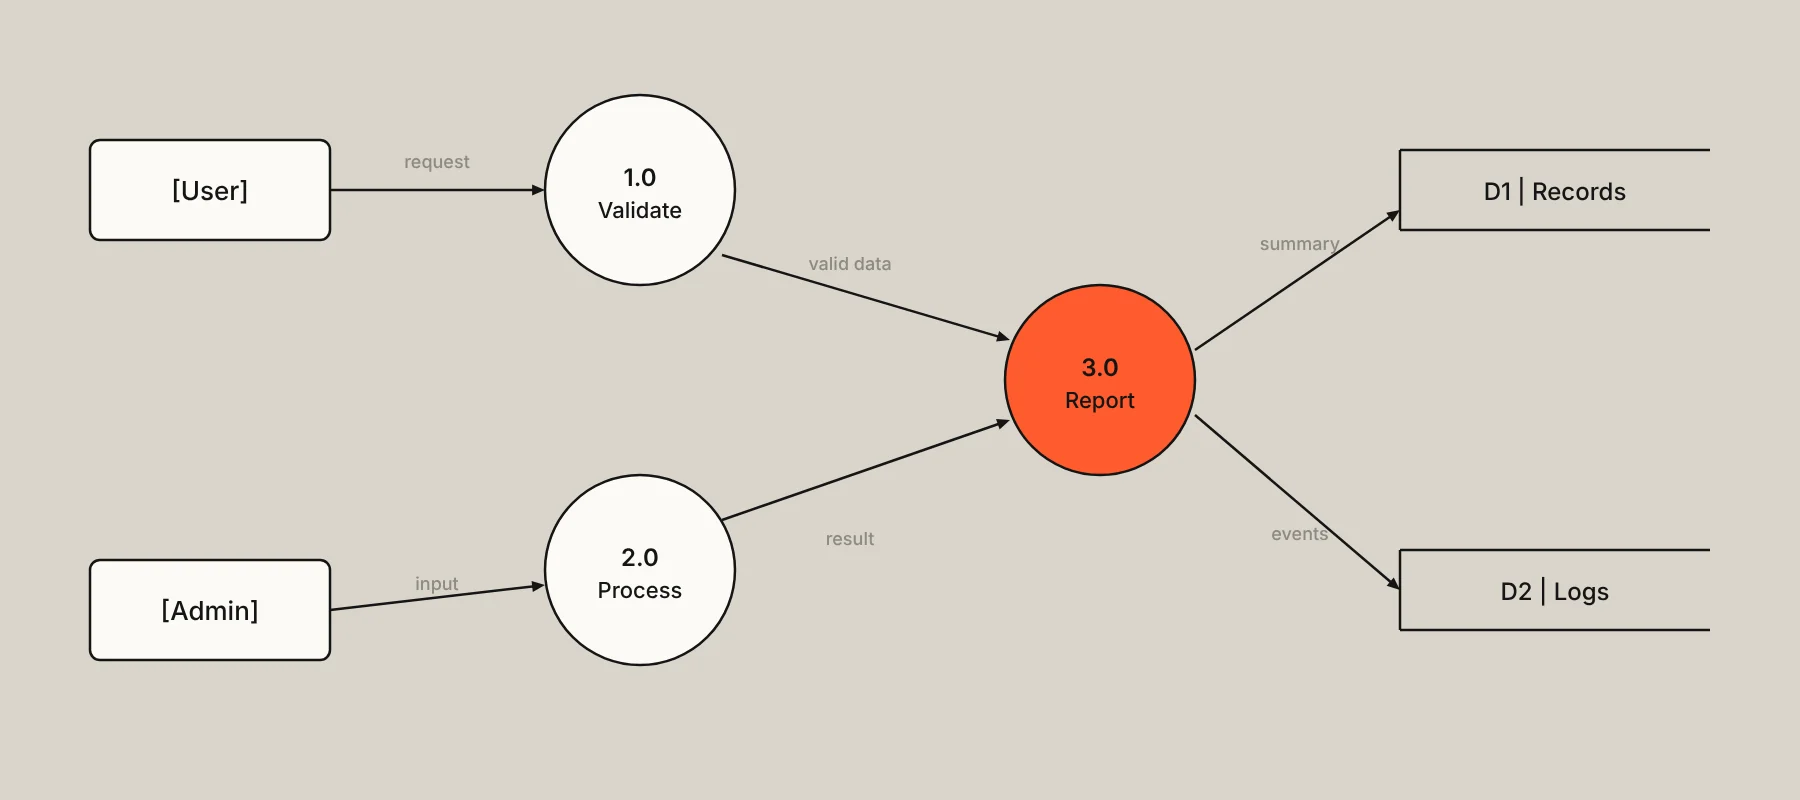 [User]
request
1.0
Validate
valid data
3.0
Report
summary
D1 | Records
[Admin]
input
2.0
Process
result
events
D2 | Logs